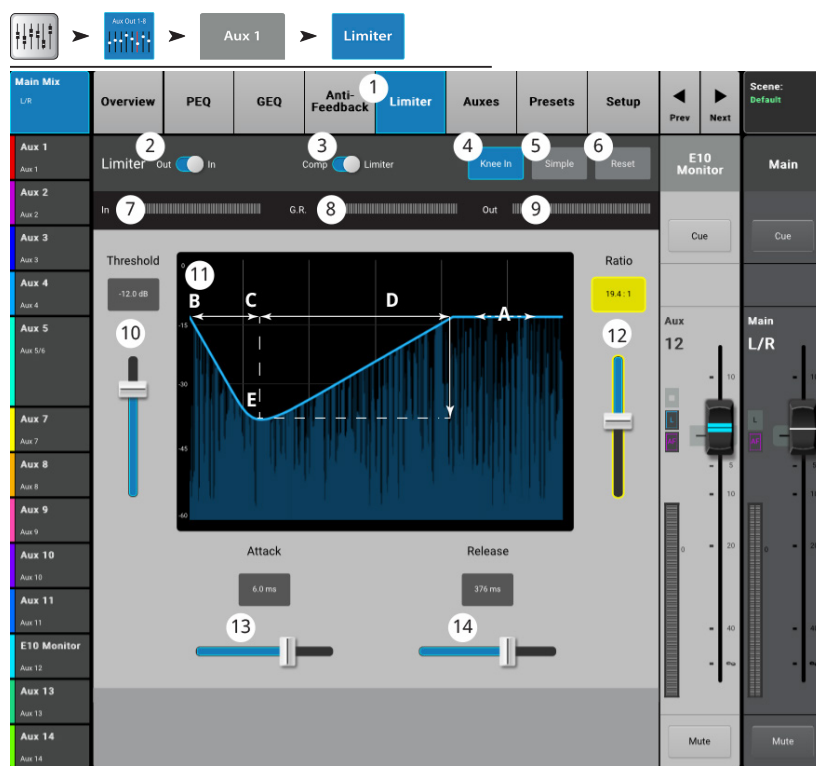 Aux Out 1-8
Aux 1
Limiter
Main Mix
L/R
Overview
PEQ
GEQ
Anti-
Feedback
1
Limiter
Auxes
Presets
Setup
Prev
Next
Scene:
Default
Aux 1
Aux 1
Aux 2
Aux 2
Aux 3
Aux 3
Aux 4
Aux 4
Aux 5
Aux 5/6
Aux 7
Aux 7
Aux 8
Aux 8
Aux 9
Aux 9
Aux 10
Aux 10
Aux 11
Aux 11
E10 Monitor
Aux 12
Aux 13
Aux 13
Aux 14
Aux 14
2
3
4
5
6
Limiter Out In
Comp Limiter
Knee In
Simple
Reset
In 7
G.R. 8
Out 9
Threshold
-12.0 dB
10
11
0
-15
-30
-45
-60
B
C
D
A
E
Ratio
19.4 : 1
12
Attack
6.0 ms
13
Release
376 ms
14
E10
Monitor
Cue
Aux
12
10
L
5
10
0
20
40
Mute
Main
Cue
Main
L/R
L
0
Mute